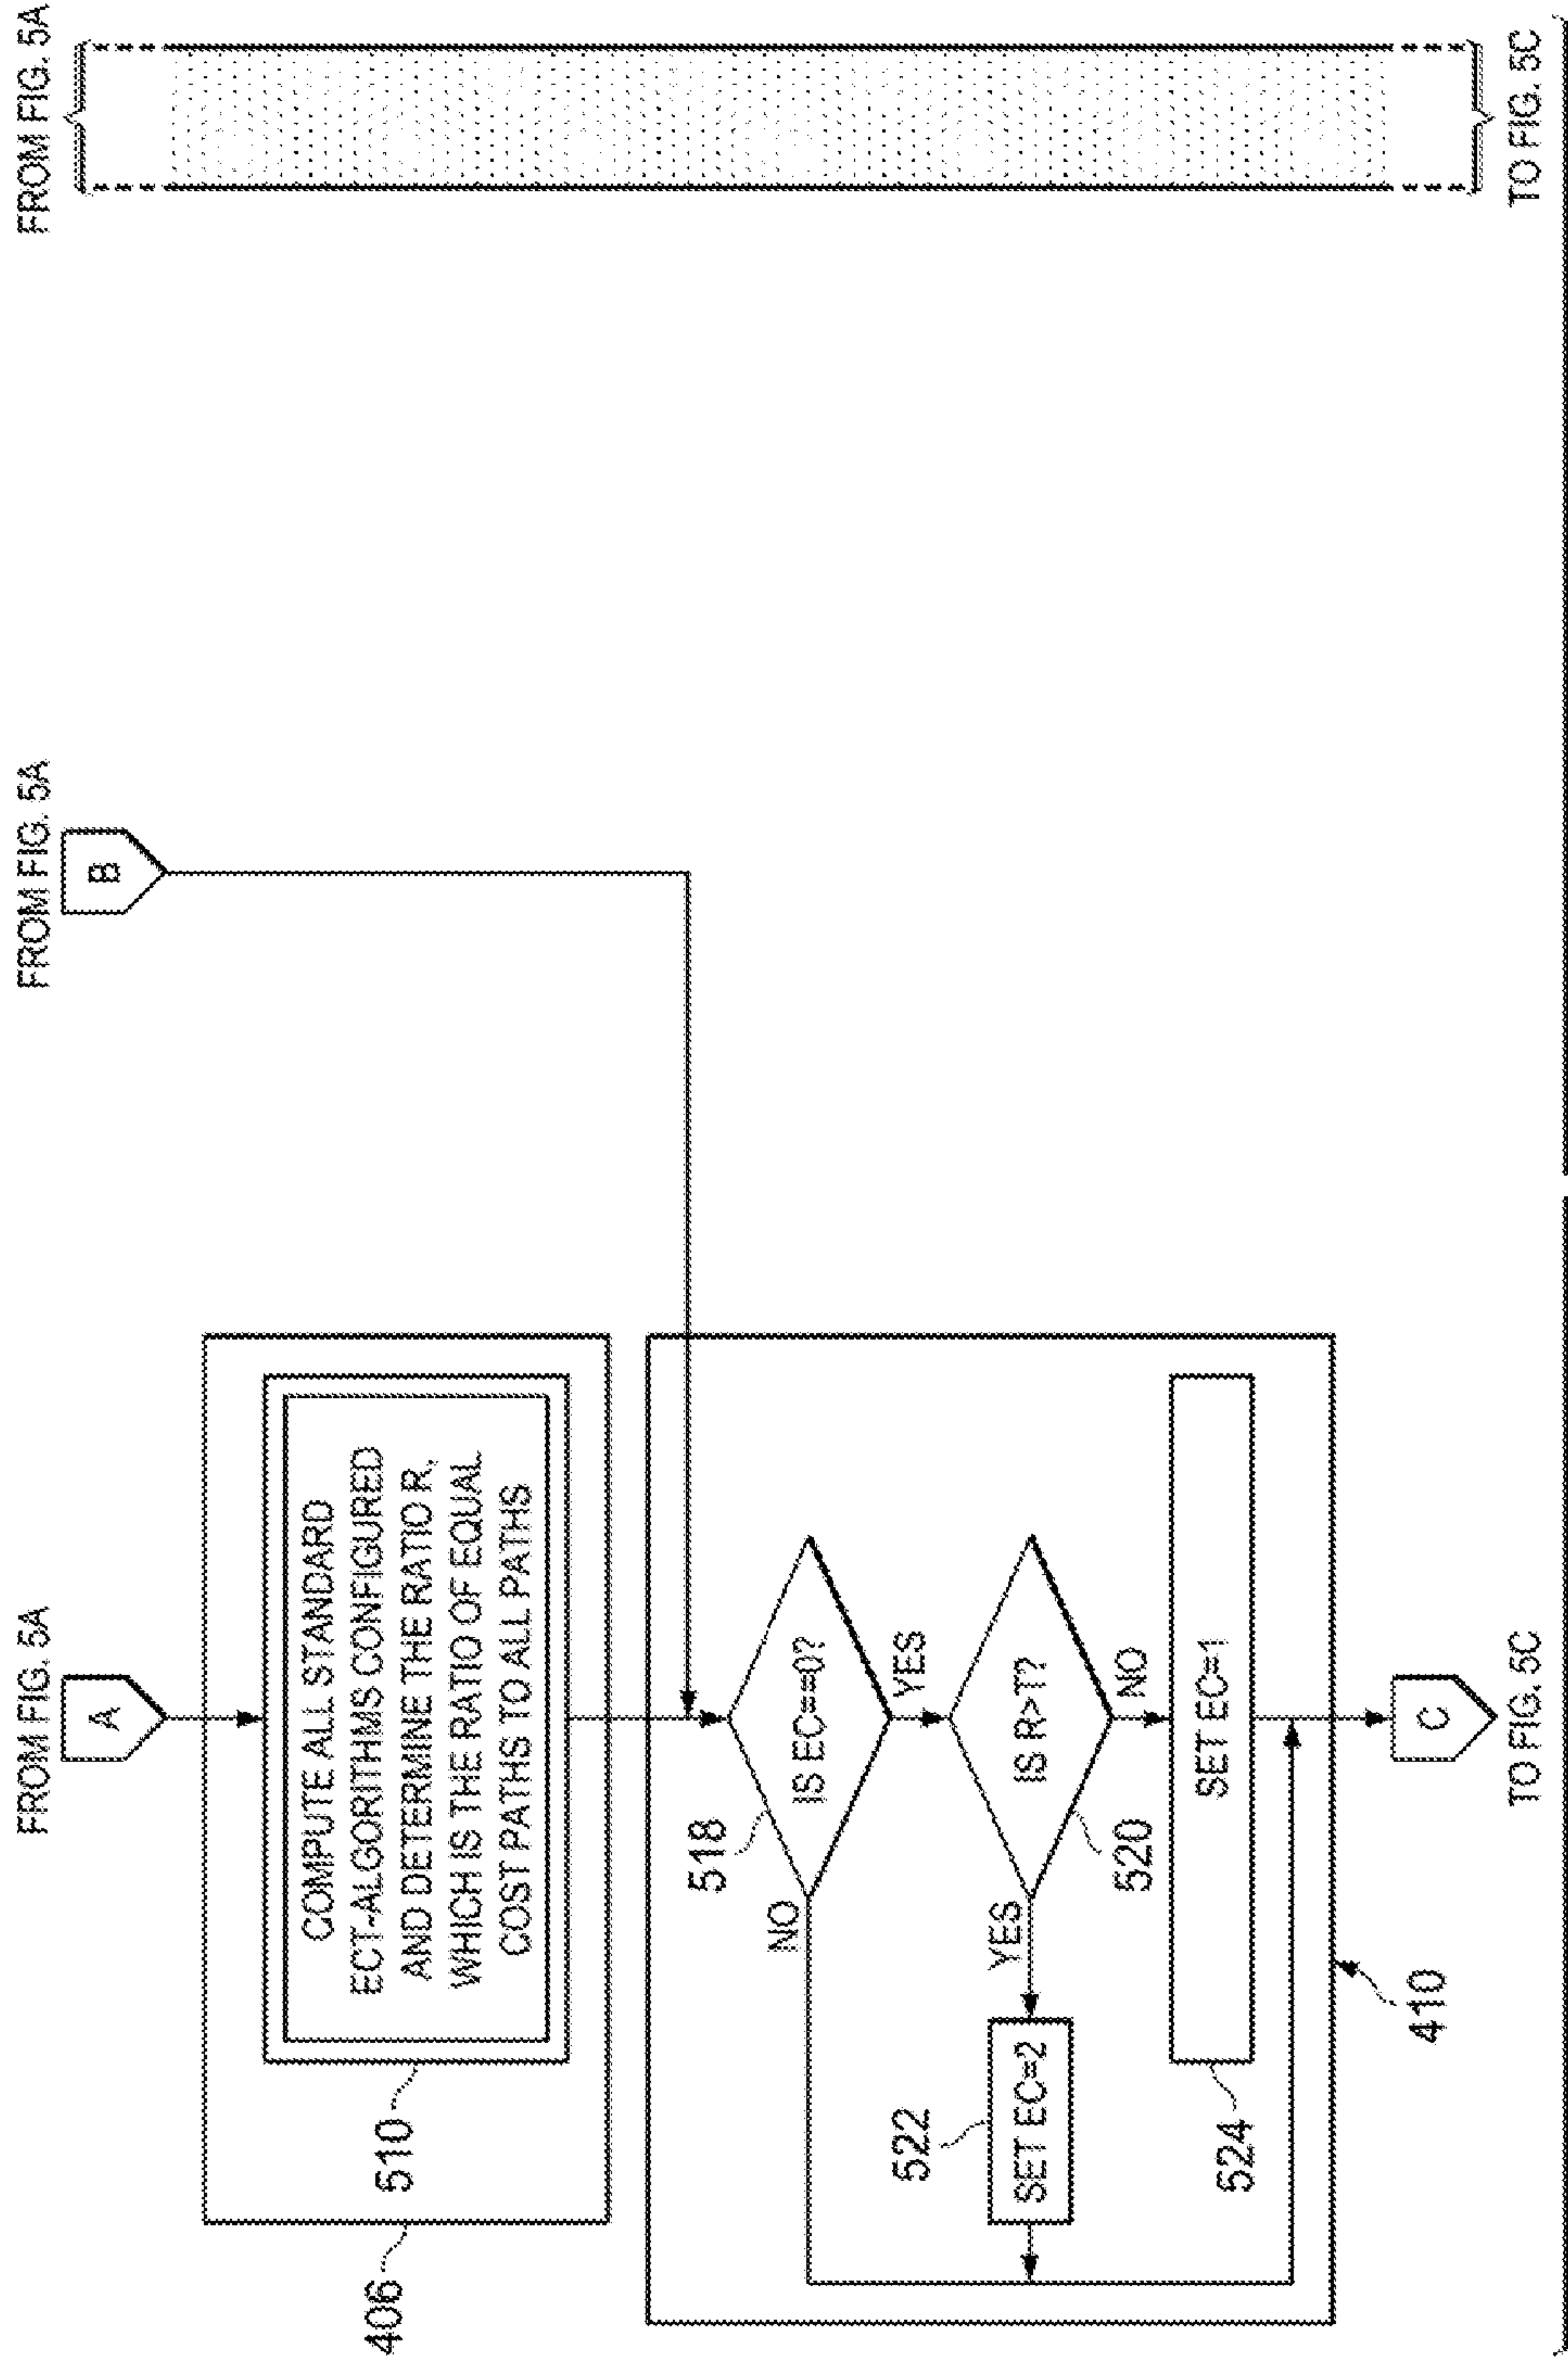 FROM FIG. 5A
FROM FIG. 5A
FROM FIG. 5A
A
B
COMPUTE ALL STANDARD
ECT-ALGORITHMS CONFIGURED
AND DETERMINE THE RATIO R,
WHICH IS THE RATIO OF EQUAL
COST PATHS TO ALL PATHS
510
406
518
IS EC==0?
NO
YES
IS R>T?
520
YES
NO
522
SET EC=2
SET EC=1
524
410
C
TO FIG. 5C
TO FIG. 5C